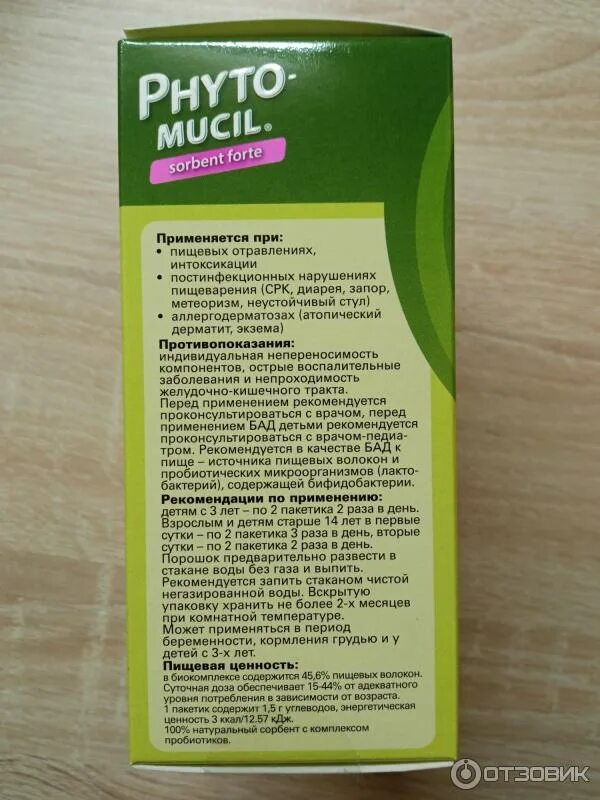 PHYTO-
MUCIL®
sorbent forte
Применяется при:
• пищевых отравлениях,
интоксикации
• постинфекционных нарушениях
пищеварения (СРК, диарея, запор,
метеоризм, неустойчивый стул)
• аллергодерматозах (атопический
дерматит, экзема)
Противопоказания:
индивидуальная непереносимость
компонентов, острые воспалительные
заболевания и непроходимость
желудочно-кишечного тракта.
Перед применением рекомендуется
проконсультироваться с врачом, перед
применением БАД детьми рекомендуется
проконсультироваться с врачом-педиа-
тром. Рекомендуется в качестве БАД к
пище – источника пищевых волокон и
пробиотических микроорганизмов (лакто-
бактерий), содержащей бифидобактерии.
Рекомендации по применению:
детям с 3 лет – по 2 пакетика 2 раза в день.
Взрослым и детям старше 14 лет в первые
сутки – по 2 пакетика 3 раза в день, вторые
сутки – по 2 пакетика 2 раза в день.
Порошок предварительно развести в
стакане воды без газа и выпить.
Рекомендуется запить стаканом чистой
негазированной воды. Вскрытую
упаковку хранить не более 2-х месяцев
при комнатной температуре.
Может применяться в период
беременности, кормления грудью и у
детей с 3-х лет.
Пищевая ценность:
в биокомплексе содержится 45,6% пищевых волокон.
Суточная доза обеспечивает 15-44% от адекватного
уровня потребления в зависимости от возраста.
1 пакетик содержит 1,5 г углеводов, энергетическая
ценность 3 ккал/12.57 кДж.
100% натуральный сорбент с комплексом
пробиотиков.
ОТЗОВИК